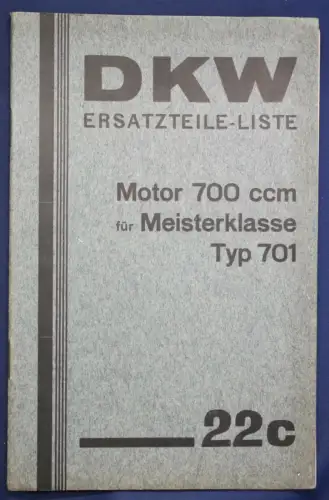 DKW
ERSATZTEILE-LISTE
Motor 700 ccm
für Meisterklasse
Typ 701
22c